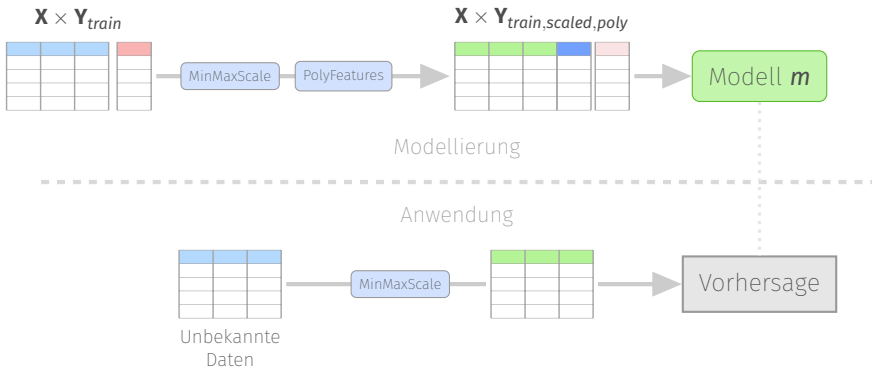 X × Y_train
X × Y_train,scaled,poly
MinMaxScale
PolyFeatures
Modell m
Modellierung
Anwendung
MinMaxScale
Vorhersage
Unbekannte
Daten